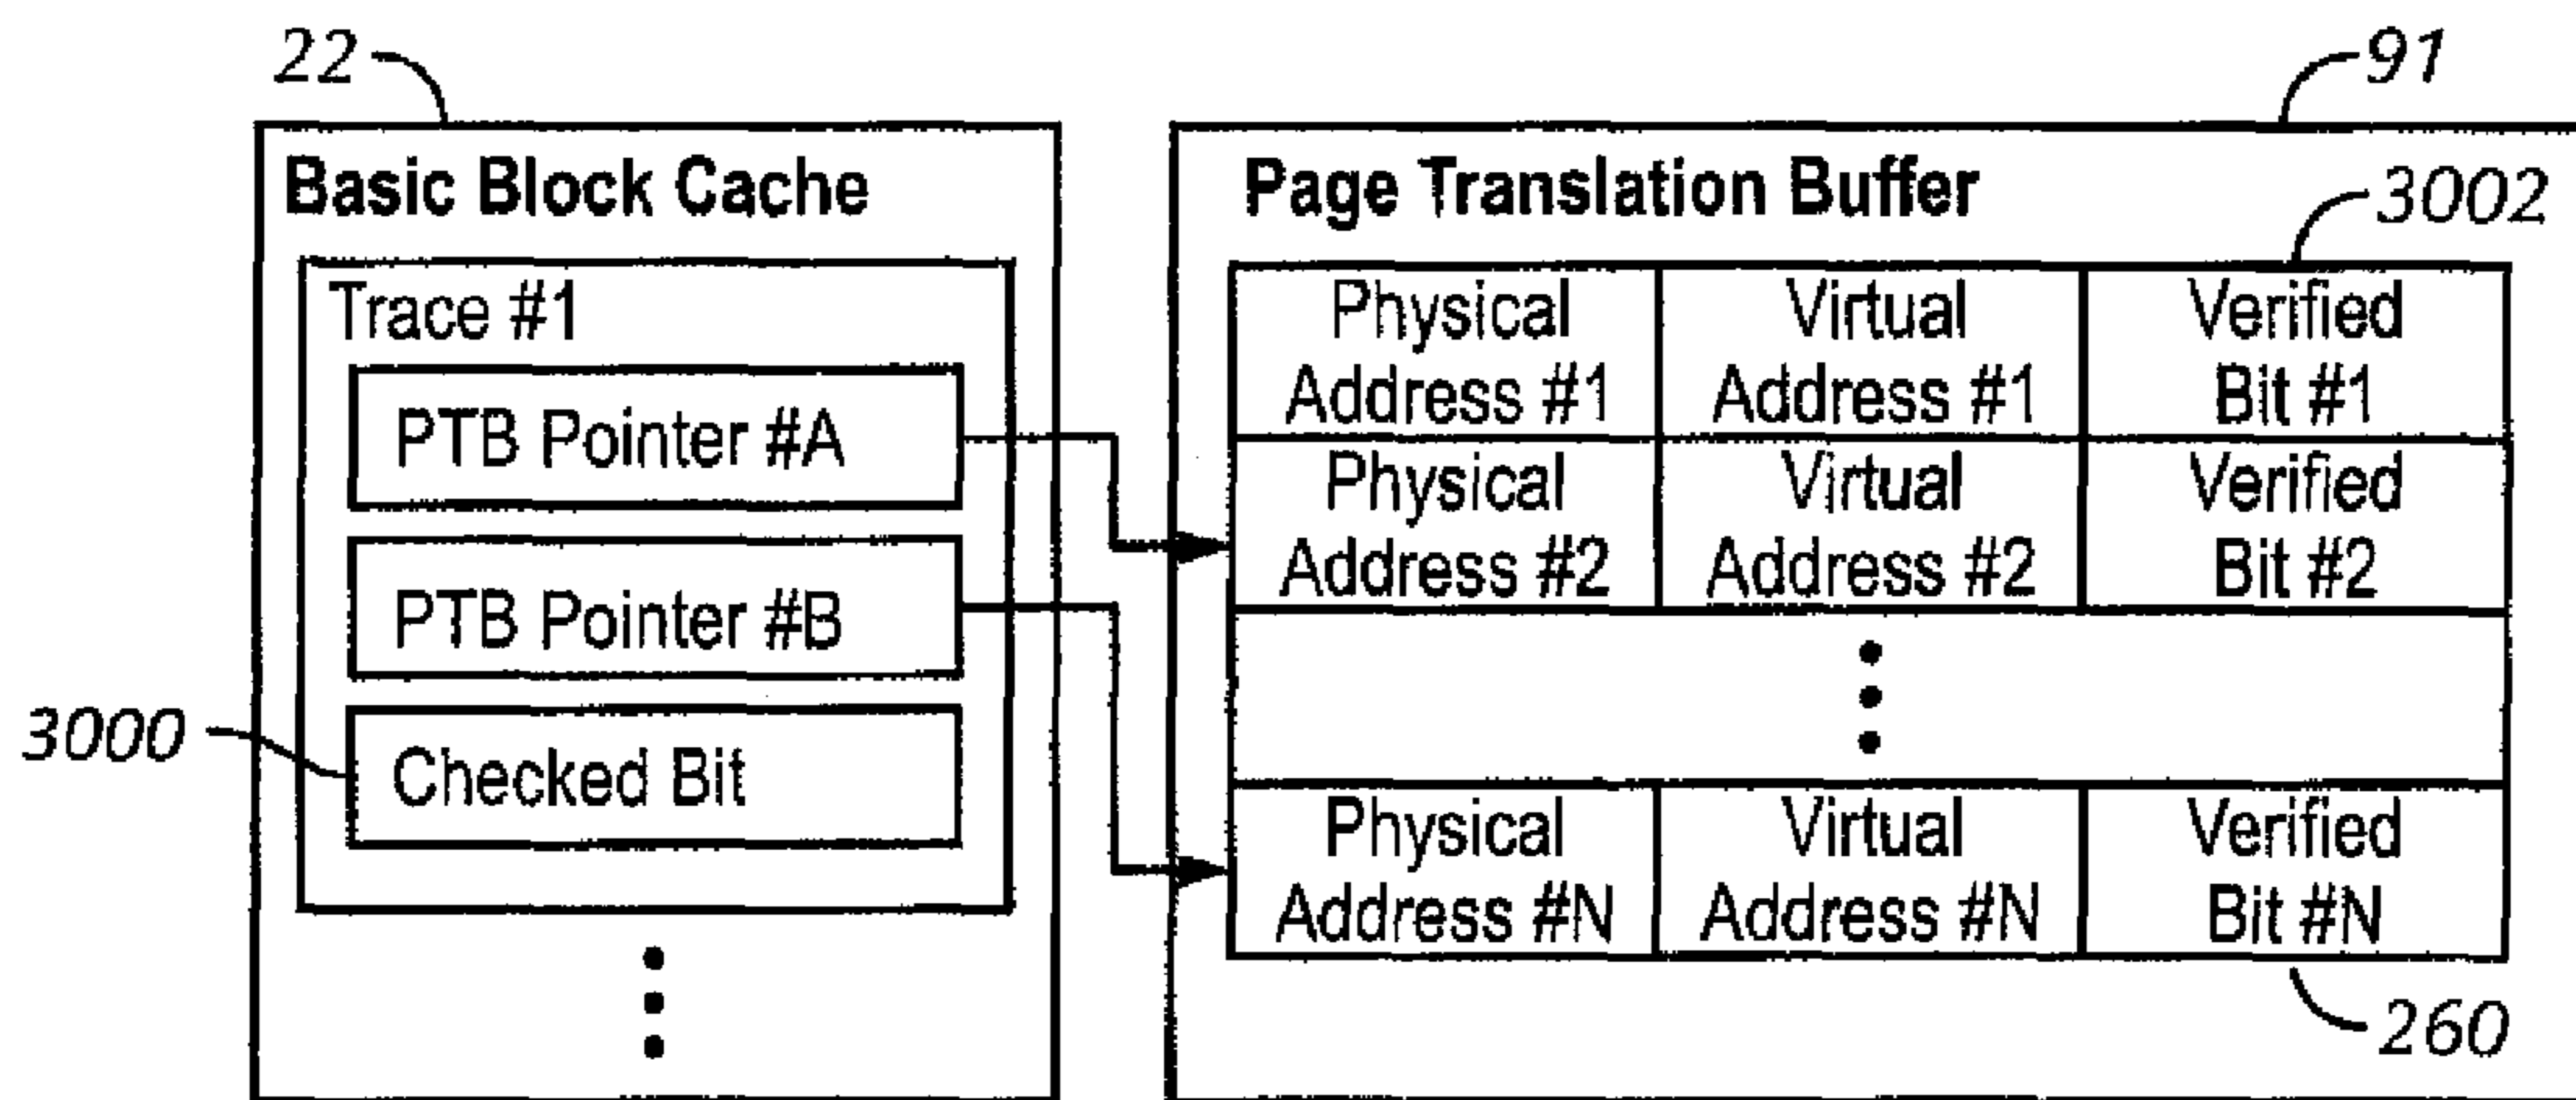 22
91
Basic Block Cache
Page Translation Buffer
3002
Trace #1
PTB Pointer #A
PTB Pointer #B
3000
Checked Bit
Physical
Address #1
Virtual
Address #1
Verified
Bit #1
Physical
Address #2
Virtual
Address #2
Verified
Bit #2
Physical
Address #N
Virtual
Address #N
Verified
Bit #N
260